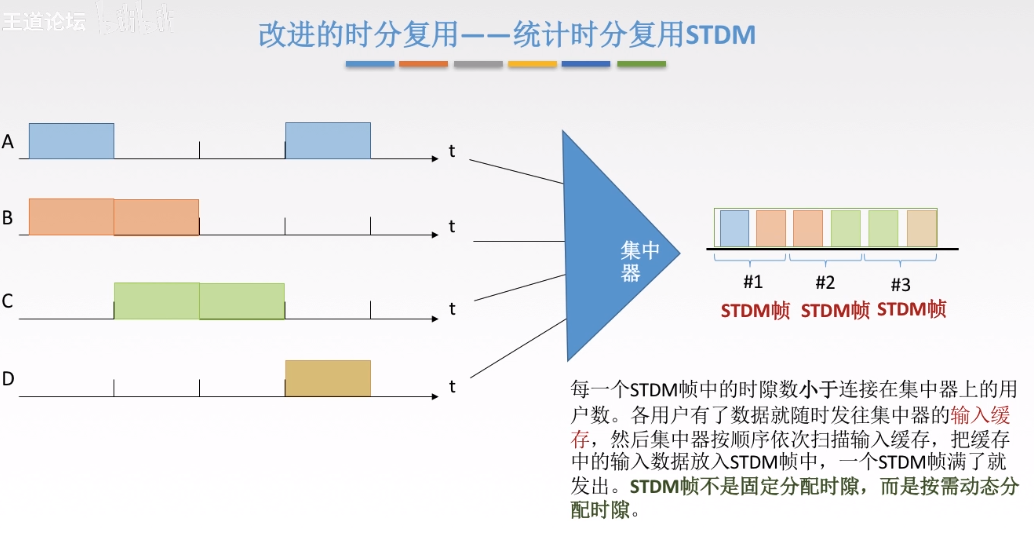 王道论坛 bilibili
改进的时分复用——统计时分复用STDM
A
t
B
t
C
t
D
t
集中
器
#1
#2
#3
STDM帧
STDM帧
STDM帧
每一个STDM帧中的时隙数小于连接在集中器上的用
户数。各用户有了数据就随时发往集中器的输入缓
存，然后集中器按顺序依次扫描输入缓存，把缓存
中的输入数据放入STDM帧中，一个STDM帧满了就
发出。STDM帧不是固定分配时隙，而是按需动态分
配时隙。